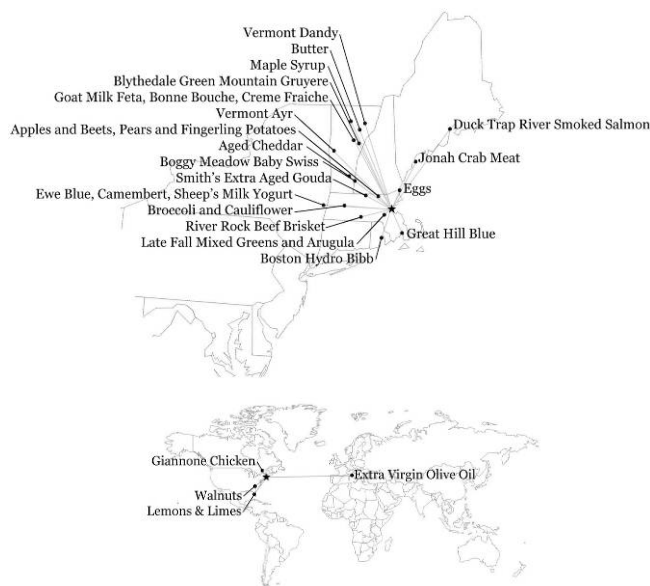 Vermont Dandy
Butter
Maple Syrup
Blythedale Green Mountain Gruyere
Goat Milk Feta, Bonne Bouche, Creme Fraiche
Vermont Ayr
Apples and Beets, Pears and Fingerling Potatoes
Aged Cheddar
Boggy Meadow Baby Swiss
Smith's Extra Aged Gouda
Ewe Blue, Camembert, Sheep's Milk Yogurt
Broccoli and Cauliflower
River Rock Beef Brisket
Late Fall Mixed Greens and Arugula
Boston Hydro Bibb
Duck Trap River Smoked Salmon
Jonah Crab Meat
Eggs
Great Hill Blue
Giannone Chicken
Walnuts
Lemons & Limes
Extra Virgin Olive Oil